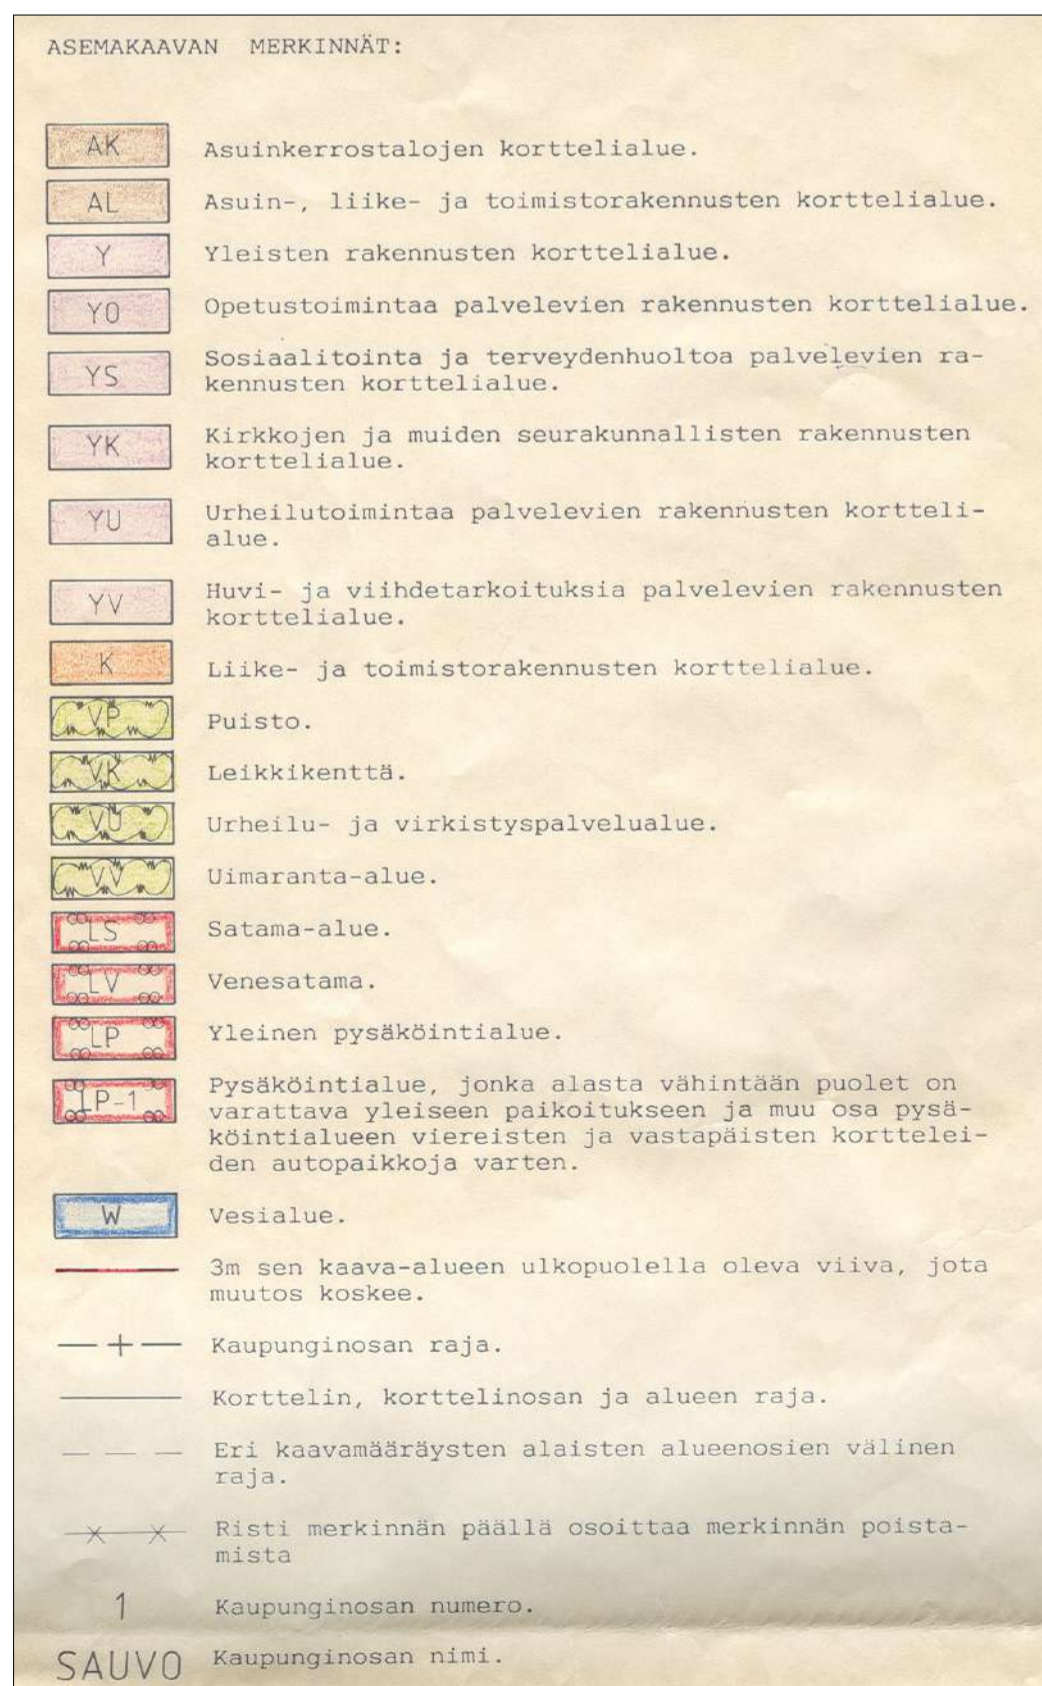 ASEMAKAAVAN MERKINNÄT:
AK Asuinkerrostalojen korttelialue.
AL Asuin-, liike- ja toimistorakennusten korttelialue.
Y Yleisten rakennusten korttelialue.
YO Opetustoimintaa palvelevien rakennusten korttelialue.
YS Sosiaalitointa ja terveydenhuoltoa palvelevien ra-
kennusten korttelialue.
YK Kirkkojen ja muiden seurakunnallisten rakennusten
korttelialue.
YU Urheilutoimintaa palvelevien rakennusten kortteli-
alue.
YV Huvi- ja viihdetarkoituksia palvelevien rakennusten
korttelialue.
K Liike- ja toimistorakennusten korttelialue.
VP Puisto.
VK Leikkikenttä.
VU Urheilu- ja virkistyspalvelualue.
VV Uimaranta-alue.
LS Satama-alue.
LV Venesatama.
LP Yleinen pysäköintialue.
LP-1 Pysäköintialue, jonka alasta vähintään puolet on
varattava yleiseen paikoitukseen ja muu osa pysä-
köintialueen viereisten ja vastapäisten korttelei-
den autopaikkoja varten.
W Vesialue.
3m sen kaava-alueen ulkopuolella oleva viiva, jota
muutos koskee.
Kaupunginosan raja.
Korttelin, korttelinosan ja alueen raja.
Eri kaavamääräysten alaisten alueenosien välinen
raja.
Risti merkinnän päällä osoittaa merkinnän poista-
mista
1 Kaupunginosan numero.
SAUVO Kaupunginosan nimi.